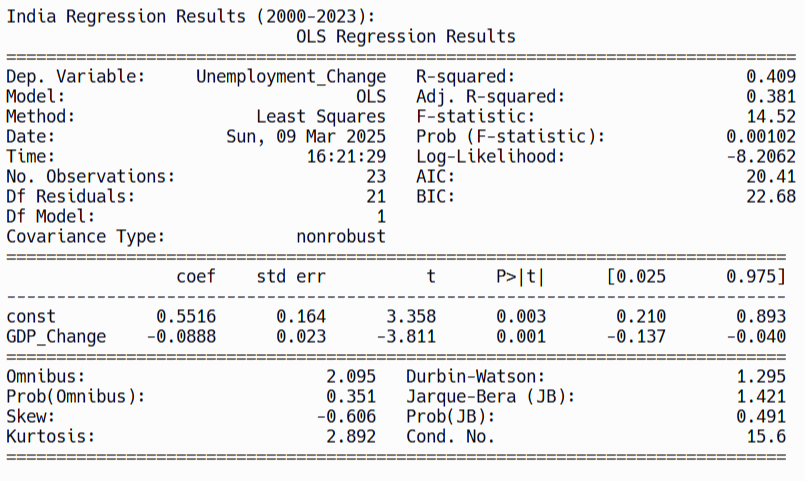 India Regression Results (2000-2023):
OLS Regression Results
==============================================================================
Dep. Variable: Unemployment_Change R-squared: 0.409
Model: OLS Adj. R-squared: 0.381
Method: Least Squares F-statistic: 14.52
Date: Sun, 09 Mar 2025 Prob (F-statistic): 0.00102
Time: 16:21:29 Log-Likelihood: -8.2062
No. Observations: 23 AIC: 20.41
Df Residuals: 21 BIC: 22.68
Df Model: 1
Covariance Type: nonrobust
==============================================================================
coef std err t P>|t| [0.025 0.975]
------------------------------------------------------------------------------
const 0.5516 0.164 3.358 0.003 0.210 0.893
GDP_Change -0.0888 0.023 -3.811 0.001 -0.137 -0.040
==============================================================================
Omnibus: 2.095 Durbin-Watson: 1.295
Prob(Omnibus): 0.351 Jarque-Bera (JB): 1.421
Skew: -0.606 Prob(JB): 0.491
Kurtosis: 2.892 Cond. No. 15.6
==============================================================================